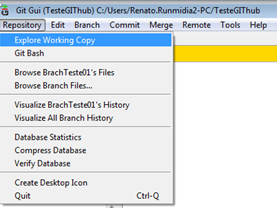 Git Gui (TesteGIThub) C:/Users/Renato.Runmidia2-PC/TesteGIThub
Repository Edit Branch Commit Merge Remote Tools Help
Explore Working Copy
Git Bash
Browse BrachTeste01's Files
Browse Branch Files...
Visualize BrachTeste01's History
Visualize All Branch History
Database Statistics
Compress Database
Verify Database
Create Desktop Icon
Quit Ctrl-Q